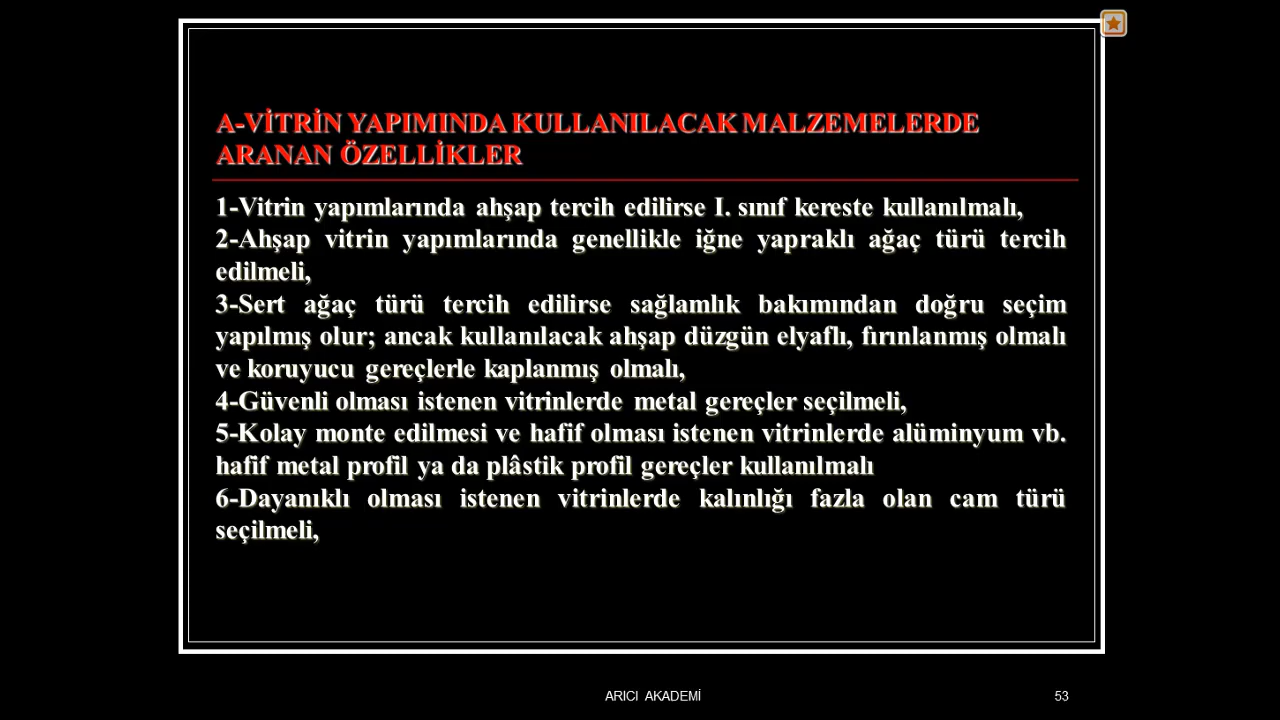 A-VİTRİN YAPIMINDA KULLANILACAK MALZEMELERDE
ARANAN ÖZELLİKLER
1-Vitrin yapımlarında ahşap tercih edilirse I. sınıf kereste kullanılmalı,
2-Ahşap vitrin yapımlarında genellikle iğne yapraklı ağaç türü tercih
edilmeli,
3-Sert ağaç türü tercih edilirse sağlamlık bakımından doğru seçim
yapılmış olur; ancak kullanılacak ahşap düzgün elyaflı, fırınlanmış olmalı
ve koruyucu gereçlerle kaplanmış olmalı,
4-Güvenli olması istenen vitrinlerde metal gereçler seçilmeli,
5-Kolay monte edilmesi ve hafif olması istenen vitrinlerde alüminyum vb.
hafif metal profil ya da plâstik profil gereçler kullanılmalı
6-Dayanıklı olması istenen vitrinlerde kalınlığı fazla olan cam türü
seçilmeli,
ARICI AKADEMİ
53